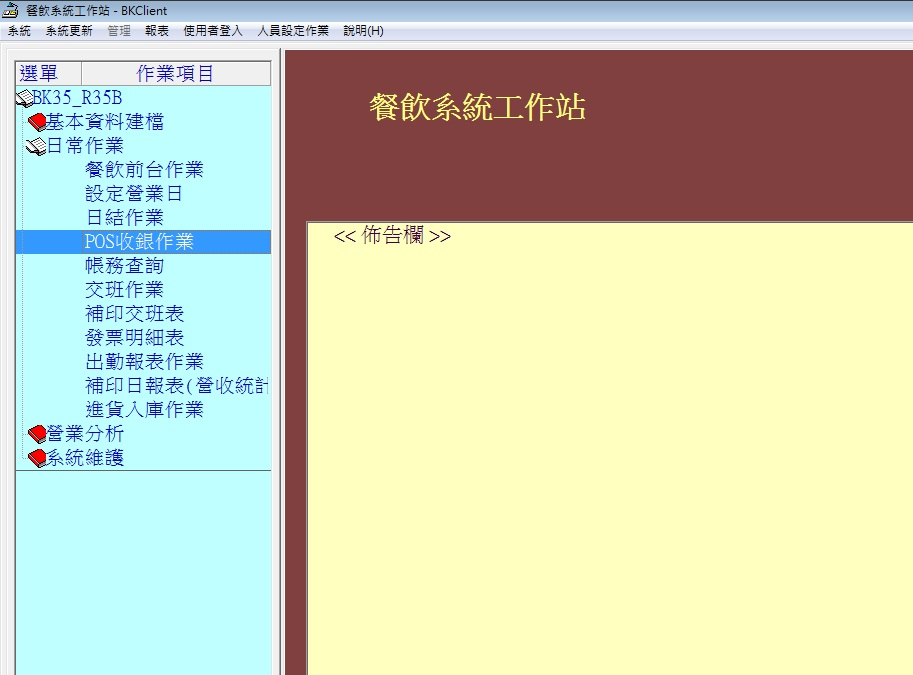 餐飲系統工作站 - BKClient
系統 系統更新 管理 報表 使用者登入 人員設定作業 說明(H)
選單 作業項目
BK35_R35B
基本資料建檔
日常作業
餐飲前台作業
設定營業日
日結作業
POS收銀作業
帳務查詢
交班作業
補印交班表
發票明細表
出勤報表作業
補印日報表(營收統計
進貨入庫作業
營業分析
系統維護
餐飲系統工作站
<< 佈告欄 >>